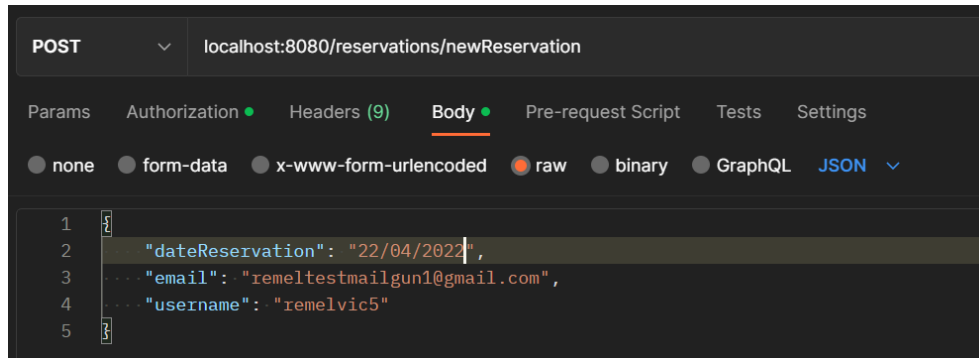 POST localhost:8080/reservations/newReservation
Params Authorization Headers (9) Body Pre-request Script Tests Settings
none form-data x-www-form-urlencoded raw binary GraphQL JSON
1 {
2 "dateReservation": "22/04/2022",
3 "email": "remeltestmailgun1@gmail.com",
4 "username": "remelvic5"
5 }